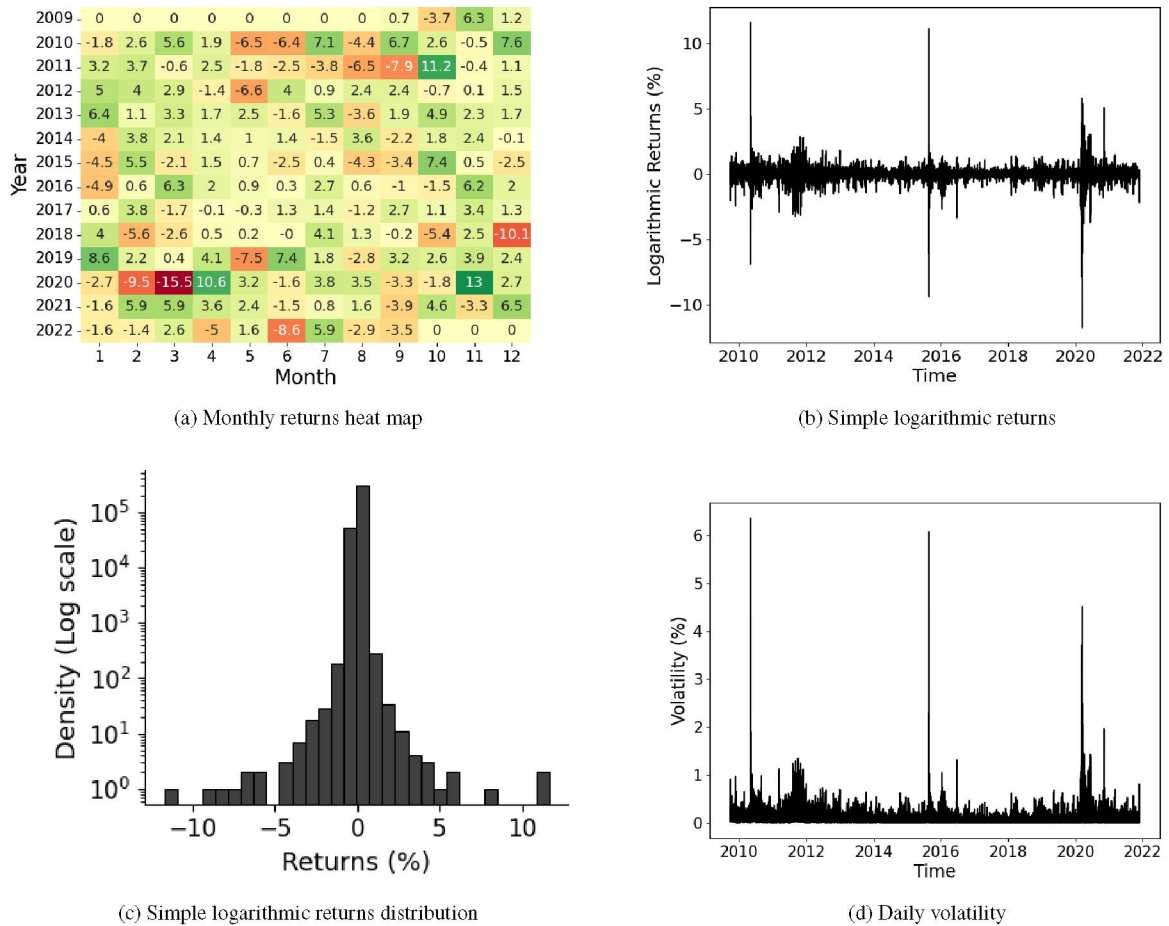 2009 0 0 0 0 0 0 0 0 0.7 -3.7 6.3 1.2
2010 -1.8 2.6 5.6 1.9 -6.5 -6.4 7.1 -4.4 6.7 2.6 -0.5 7.6
2011 3.2 3.7 -0.6 2.5 -1.8 -2.5 -3.8 -6.5 -7.9 11.2 -0.4 1.1
2012 5 4 2.9 -1.4 -6.6 4 0.9 2.4 2.4 -0.7 0.1 1.5
2013 6.4 1.1 3.3 1.7 2.5 -1.6 5.3 -3.6 1.9 4.9 2.3 1.7
2014 -4 3.8 2.1 1.4 1 1.4 -1.5 3.6 -2.2 1.8 2.4 -0.1
2015 -4.5 5.5 -2.1 1.5 0.7 -2.5 0.4 -4.3 -3.4 7.4 0.5 -2.5
2016 -4.9 0.6 6.3 2 0.9 0.3 2.7 0.6 -1 -1.5 6.2 2
2017 0.6 3.8 -1.7 -0.1 -0.3 1.3 1.4 -1.2 2.7 1.1 3.4 1.3
2018 4 -5.6 -2.6 0.5 0.2 -0 4.1 1.3 -0.2 -5.4 2.5 -10.1
2019 8.6 2.2 0.4 4.1 -7.5 7.4 1.8 -2.8 3.2 2.6 3.9 2.4
2020 -2.7 -9.5 -15.5 10.6 3.2 -1.6 3.8 3.5 -3.3 -1.8 13 2.7
2021 -1.6 5.9 5.9 3.6 2.4 -1.5 0.8 1.6 -3.9 4.6 -3.3 6.5
2022 -1.6 -1.4 2.6 -5 1.6 -8.6 5.9 -2.9 -3.5 0 0 0
1 2 3 4 5 6 7 8 9 10 11 12
Year
Month
(a) Monthly returns heat map
Logarithmic Returns (%)
10
5
0
−5
−10
2010 2012 2014 2016 2018 2020 2022
Time
(b) Simple logarithmic returns
Density (Log scale)
10⁵
10⁴
10³
10²
10¹
10⁰
−10 −5 0 5 10
Returns (%)
(c) Simple logarithmic returns distribution
Volatility (%)
6
5
4
3
2
1
0
2010 2012 2014 2016 2018 2020 2022
Time
(d) Daily volatility